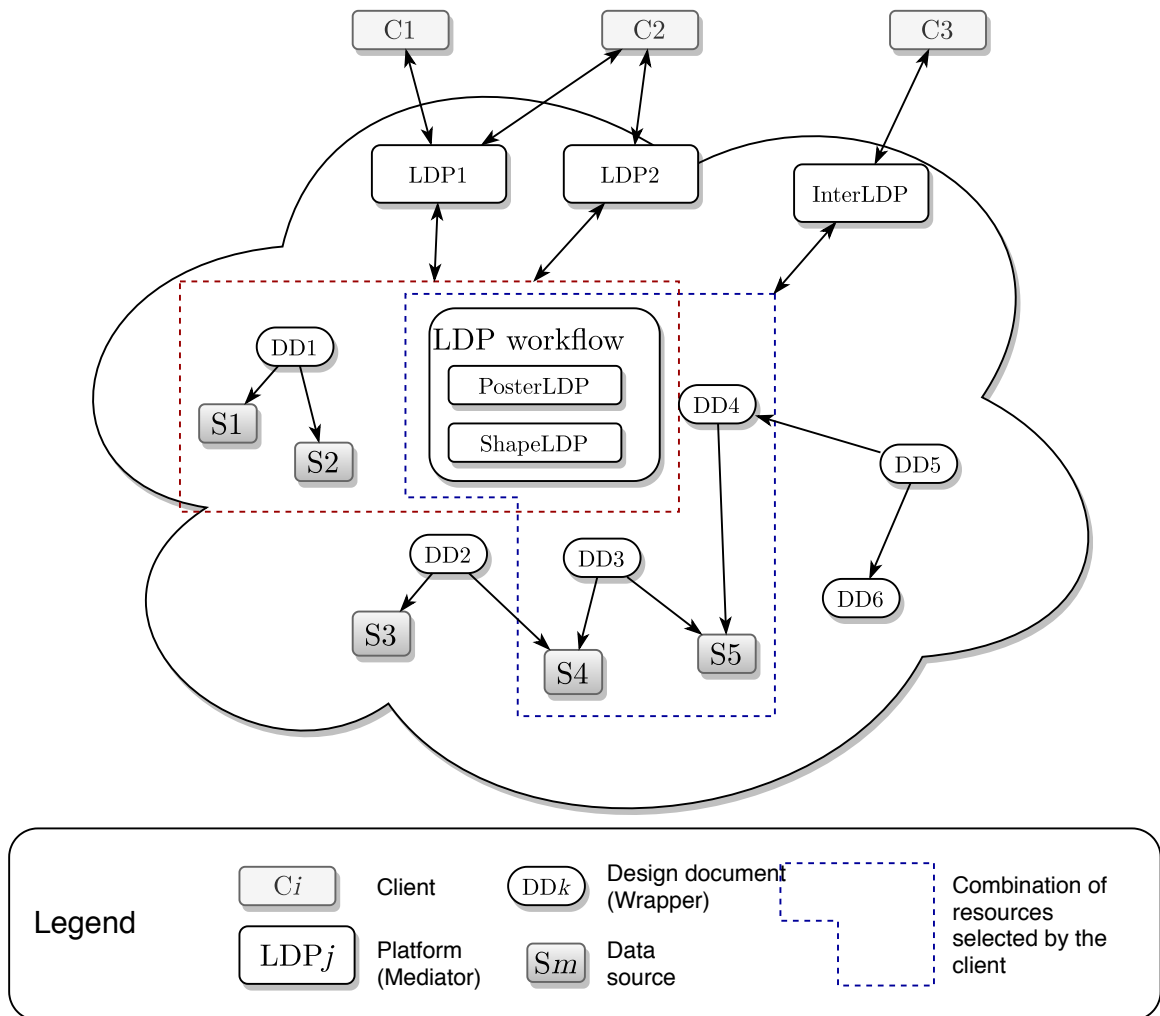 C1
C2
C3
LDP1
LDP2
InterLDP
DD1
LDP workflow
PosterLDP
DD4
S1
ShapeLDP
S2
DD5
DD2
DD3
DD6
S3
S4
S5
Legend
Ci
Client
DDk
Design document
(Wrapper)
Combination of
resources
selected by the
client
LDPj
Platform
(Mediator)
Sm
Data
source